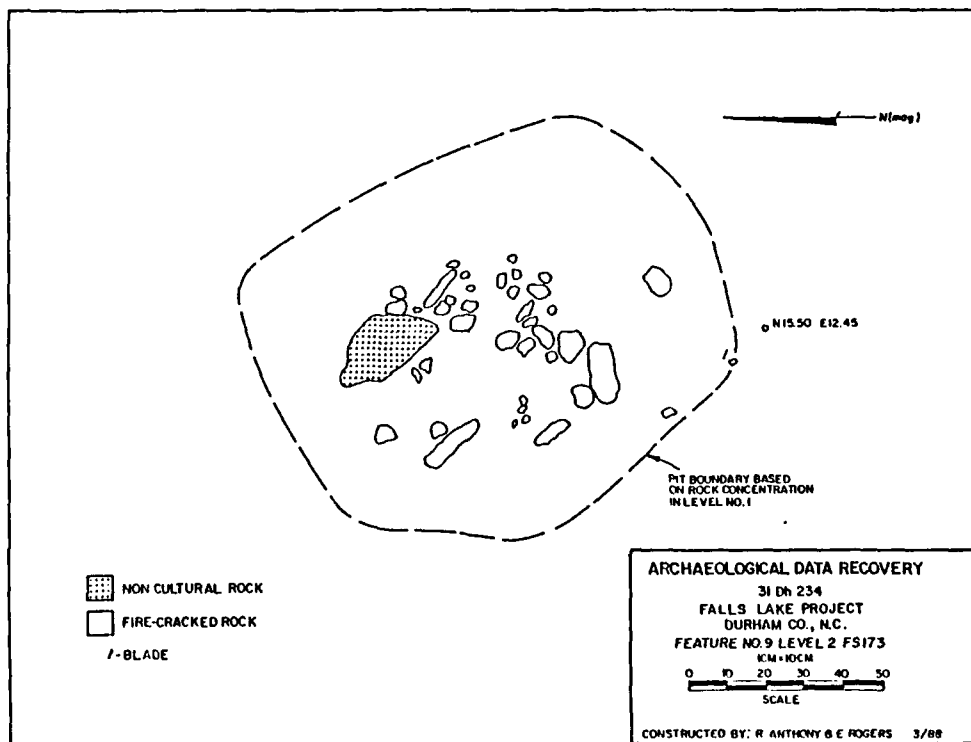 N(mag)
N15.50 E12.45
PIT BOUNDARY BASED
ON ROCK CONCENTRATION
IN LEVEL NO. 1
NON CULTURAL ROCK
FIRE-CRACKED ROCK
l-BLADE
ARCHAEOLOGICAL DATA RECOVERY
31 Dh 234
FALLS LAKE PROJECT
DURHAM CO., N.C.
FEATURE NO. 9 LEVEL 2 FS173
1CM=10CM
0 10 20 30 40 50
SCALE
CONSTRUCTED BY: R ANTHONY & E ROGERS 3/88